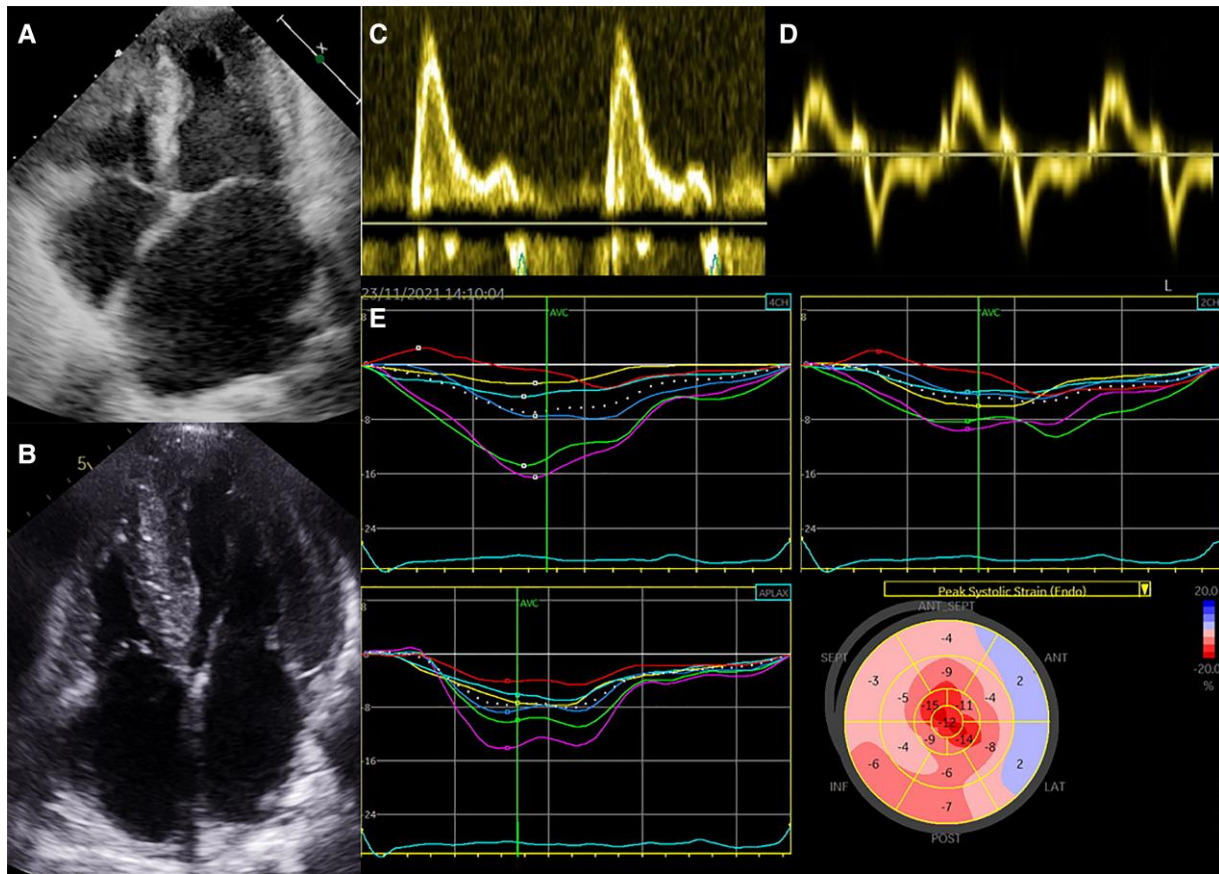 A
B
5
C
D
23/11/2021 14:10:04
L
E
8
AVC
4CH
-8
-16
-24
8
AVC
2CH
-8
-16
-24
8
AVC
APLAX
-8
-16
-24
Peak Systolic Strain (Endo)
20.0
-20.0
%
ANT_SEPT
SEPT
ANT
INF
LAT
POST
-4
-3
2
-9
-5
-4
-15
-11
-12
-9
-14
-4
-8
2
-6
-6
-7